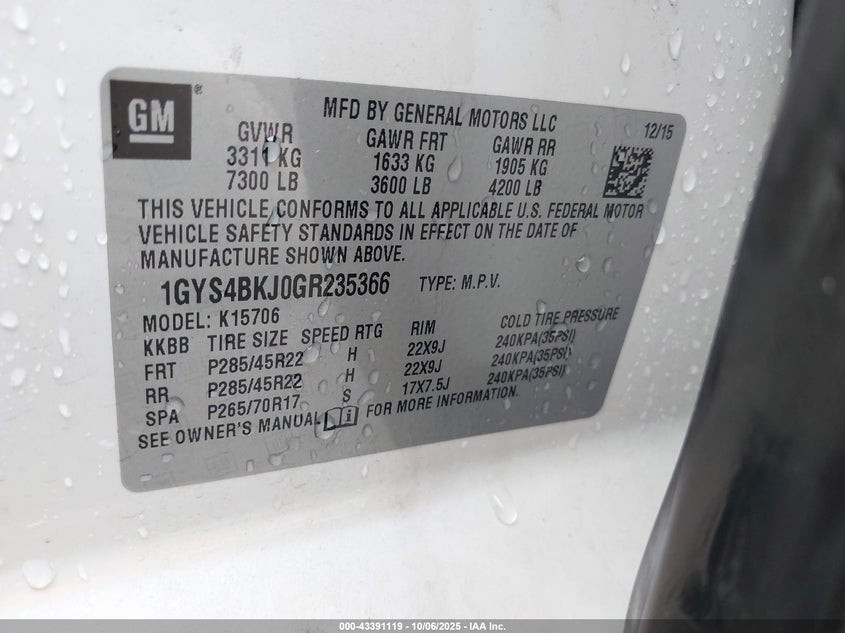 GM
®
MFD BY GENERAL MOTORS LLC
12/15
GVWR GAWR FRT GAWR RR
3311 KG 1633 KG 1905 KG
7300 LB 3600 LB 4200 LB
THIS VEHICLE CONFORMS TO ALL APPLICABLE U.S. FEDERAL MOTOR
VEHICLE SAFETY STANDARDS IN EFFECT ON THE DATE OF
MANUFACTURE SHOWN ABOVE.
1GYS4BKJ0GR235366 TYPE: M.P.V.
MODEL: K15706
KKBB TIRE SIZE SPEED RTG RIM COLD TIRE PRESSURE
FRT P285/45R22 H 22X9J 240KPA(35PSI)
RR P285/45R22 H 22X9J 240KPA(35PSI)
SPA P265/70R17 S 17X7.5J 240KPA(35PSI)
SEE OWNER'S MANUAL FOR MORE INFORMATION.
000-43391119 | 10/06/2025 - IAA Inc.